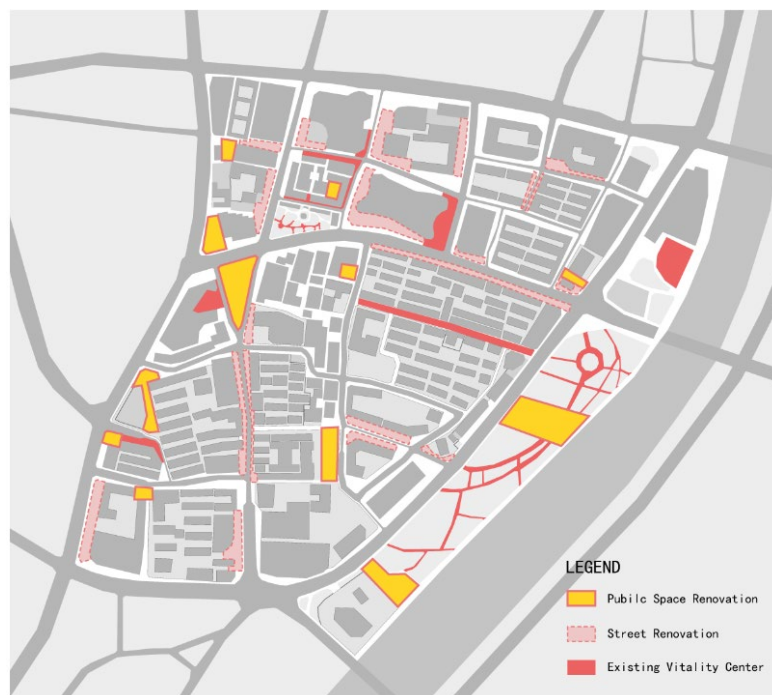 LEGEND
Pubilc Space Renovation
Street Renovation
Existing Vitality Center